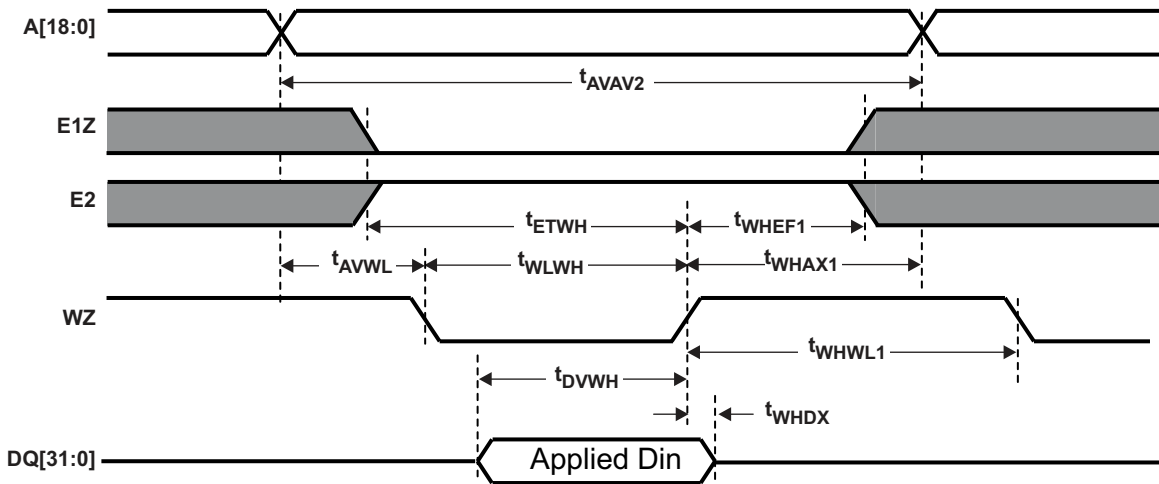 A[18:0]
tAVAV2
E1Z
E2
tETWH tWHEF1
tAVWL tWLWH tWHAX1
WZ
tWHWL1
tDVWH
tWHDX
DQ[31:0] Applied Din